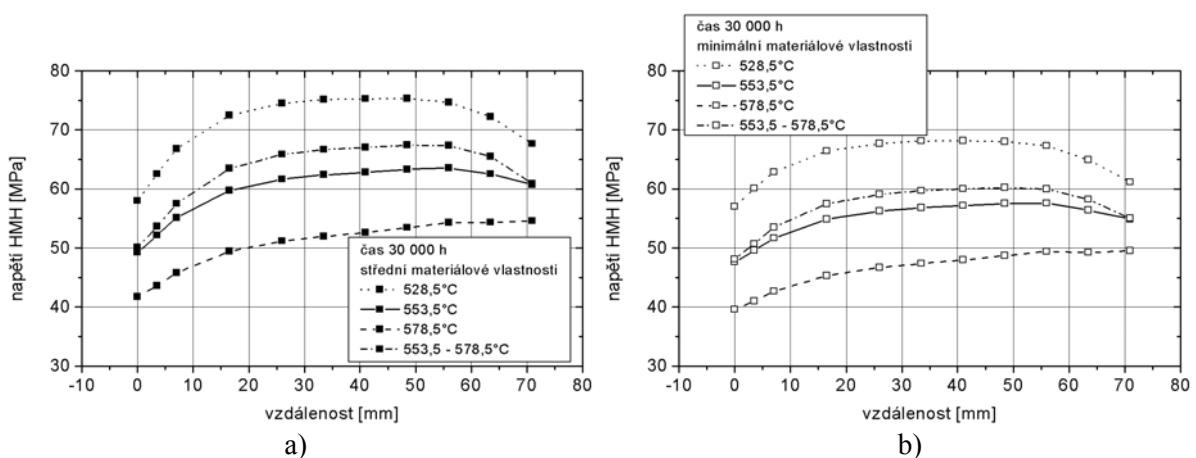 čas 30 000 h
minimální materiálové vlastnosti
528,5°C
553,5°C
578,5°C
553,5 - 578,5°C
80
70
60
50
40
30
napětí HMH [MPa]
čas 30 000 h
střední materiálové vlastnosti
528,5°C
553,5°C
578,5°C
553,5 - 578,5°C
-10 0 10 20 30 40 50 60 70 80
vzdálenost [mm]
a)
80
70
60
50
40
30
napětí HMH [MPa]
-10 0 10 20 30 40 50 60 70 80
vzdálenost [mm]
b)